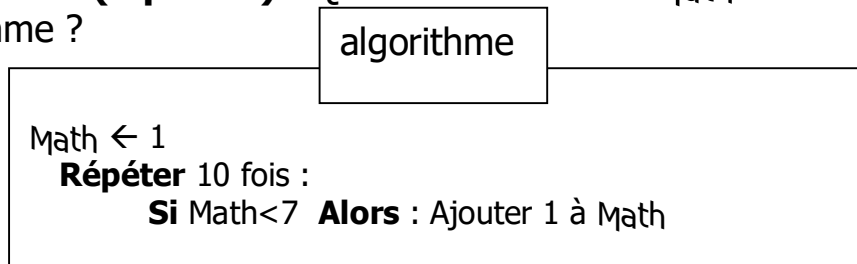 me ?
algorithme
Math ← 1
Répéter 10 fois :
Si Math<7 Alors : Ajouter 1 à Math